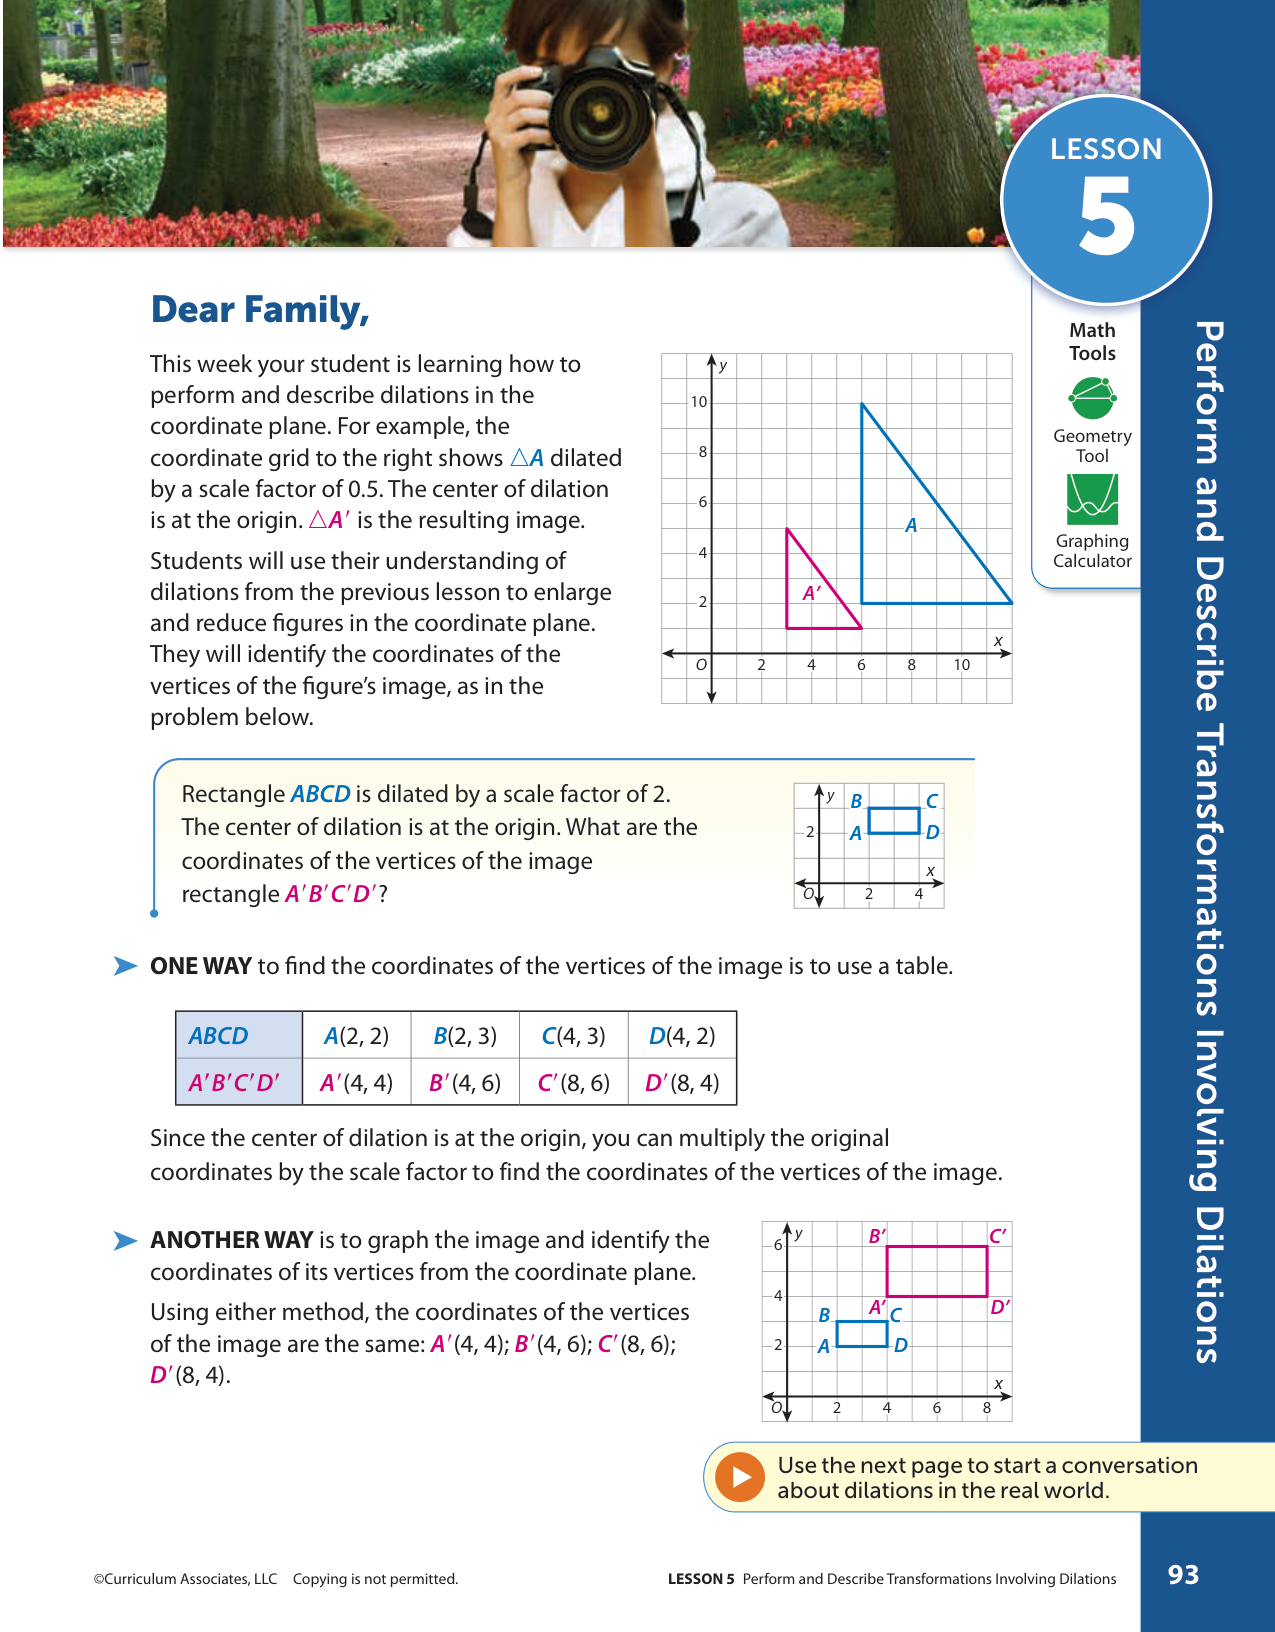 LESSON
5
Dear Family,
This week your student is learning how to
perform and describe dilations in the
coordinate plane. For example, the
coordinate grid to the right shows △A dilated
by a scale factor of 0.5. The center of dilation
is at the origin. △A′ is the resulting image.
Students will use their understanding of
dilations from the previous lesson to enlarge
and reduce figures in the coordinate plane.
They will identify the coordinates of the
vertices of the figure’s image, as in the
problem below.
y
10
8
6
4
2
A
A′
x
O 2 4 6 8 10
Math
Tools
Geometry
Tool
Graphing
Calculator
Perform and Describe Transformations Involving Dilations
Rectangle ABCD is dilated by a scale factor of 2.
The center of dilation is at the origin. What are the
coordinates of the vertices of the image
rectangle A′B′C′D′?
y B C
2 A D
x
O 2 4
ONE WAY to find the coordinates of the vertices of the image is to use a table.
ABCD A(2, 2) B(2, 3) C(4, 3) D(4, 2)
A′B′C′D′ A′(4, 4) B′(4, 6) C′(8, 6) D′(8, 4)
Since the center of dilation is at the origin, you can multiply the original
coordinates by the scale factor to find the coordinates of the vertices of the image.
ANOTHER WAY is to graph the image and identify the
coordinates of its vertices from the coordinate plane.
Using either method, the coordinates of the vertices
of the image are the same: A′(4, 4); B′(4, 6); C′(8, 6);
D′(8, 4).
6 y B′ C′
4
B A′ C D′
2 A D
x
O 2 4 6 8
Use the next page to start a conversation
about dilations in the real world.
©Curriculum Associates, LLC Copying is not permitted.
LESSON 5 Perform and Describe Transformations Involving Dilations
93